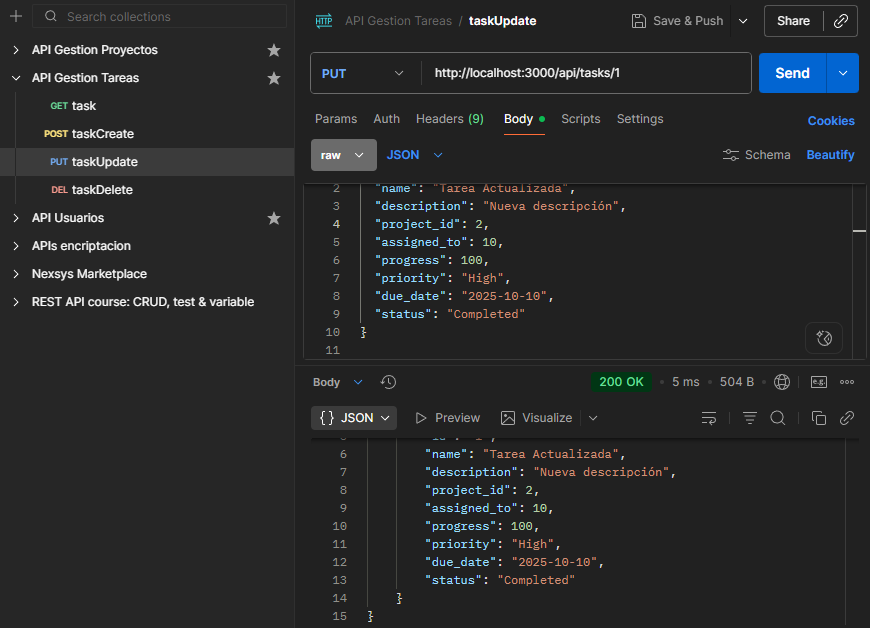 Search collections
API Gestion Proyectos
API Gestion Tareas
GET task
POST taskCreate
PUT taskUpdate
DEL taskDelete
API Usuarios
APIs encriptacion
Nexsys Marketplace
REST API course: CRUD, test & variable
HTTP API Gestion Tareas / taskUpdate Save & Push Share
PUT http://localhost:3000/api/tasks/1 Send
Params Auth Headers (9) Body Scripts Settings Cookies
raw JSON Schema Beautify
2 "name": "Tarea Actualizada",
3 "description": "Nueva descripción",
4 "project_id": 2,
5 "assigned_to": 10,
6 "progress": 100,
7 "priority": "High",
8 "due_date": "2025-10-10",
9 "status": "Completed"
10 }
11
Body 200 OK • 5 ms • 504 B • e.g.
{} JSON Preview Visualize
6 "name": "Tarea Actualizada",
7 "description": "Nueva descripción",
8 "project_id": 2,
9 "assigned_to": 10,
10 "progress": 100,
11 "priority": "High",
12 "due_date": "2025-10-10",
13 "status": "Completed"
14 }
15 }